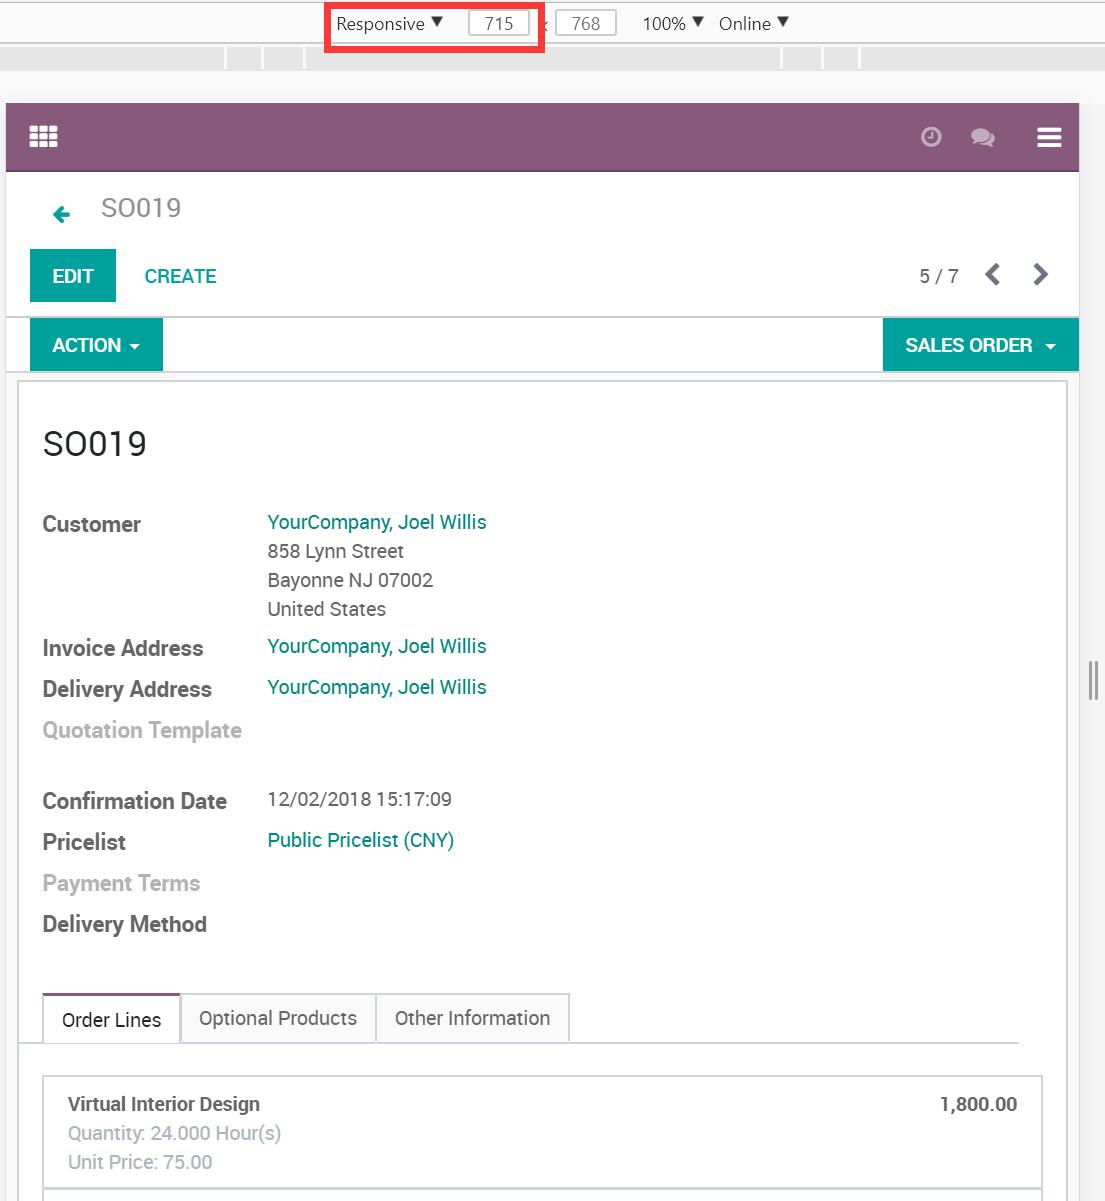 Responsive ▼ 715 x 768 100% ▼ Online ▼
SO019
EDIT CREATE 5 / 7
ACTION SALES ORDER
SO019
Customer YourCompany, Joel Willis
858 Lynn Street
Bayonne NJ 07002
United States
Invoice Address YourCompany, Joel Willis
Delivery Address YourCompany, Joel Willis
Quotation Template
Confirmation Date 12/02/2018 15:17:09
Pricelist Public Pricelist (CNY)
Payment Terms
Delivery Method
Order Lines Optional Products Other Information
Virtual Interior Design 1,800.00
Quantity: 24.000 Hour(s)
Unit Price: 75.00